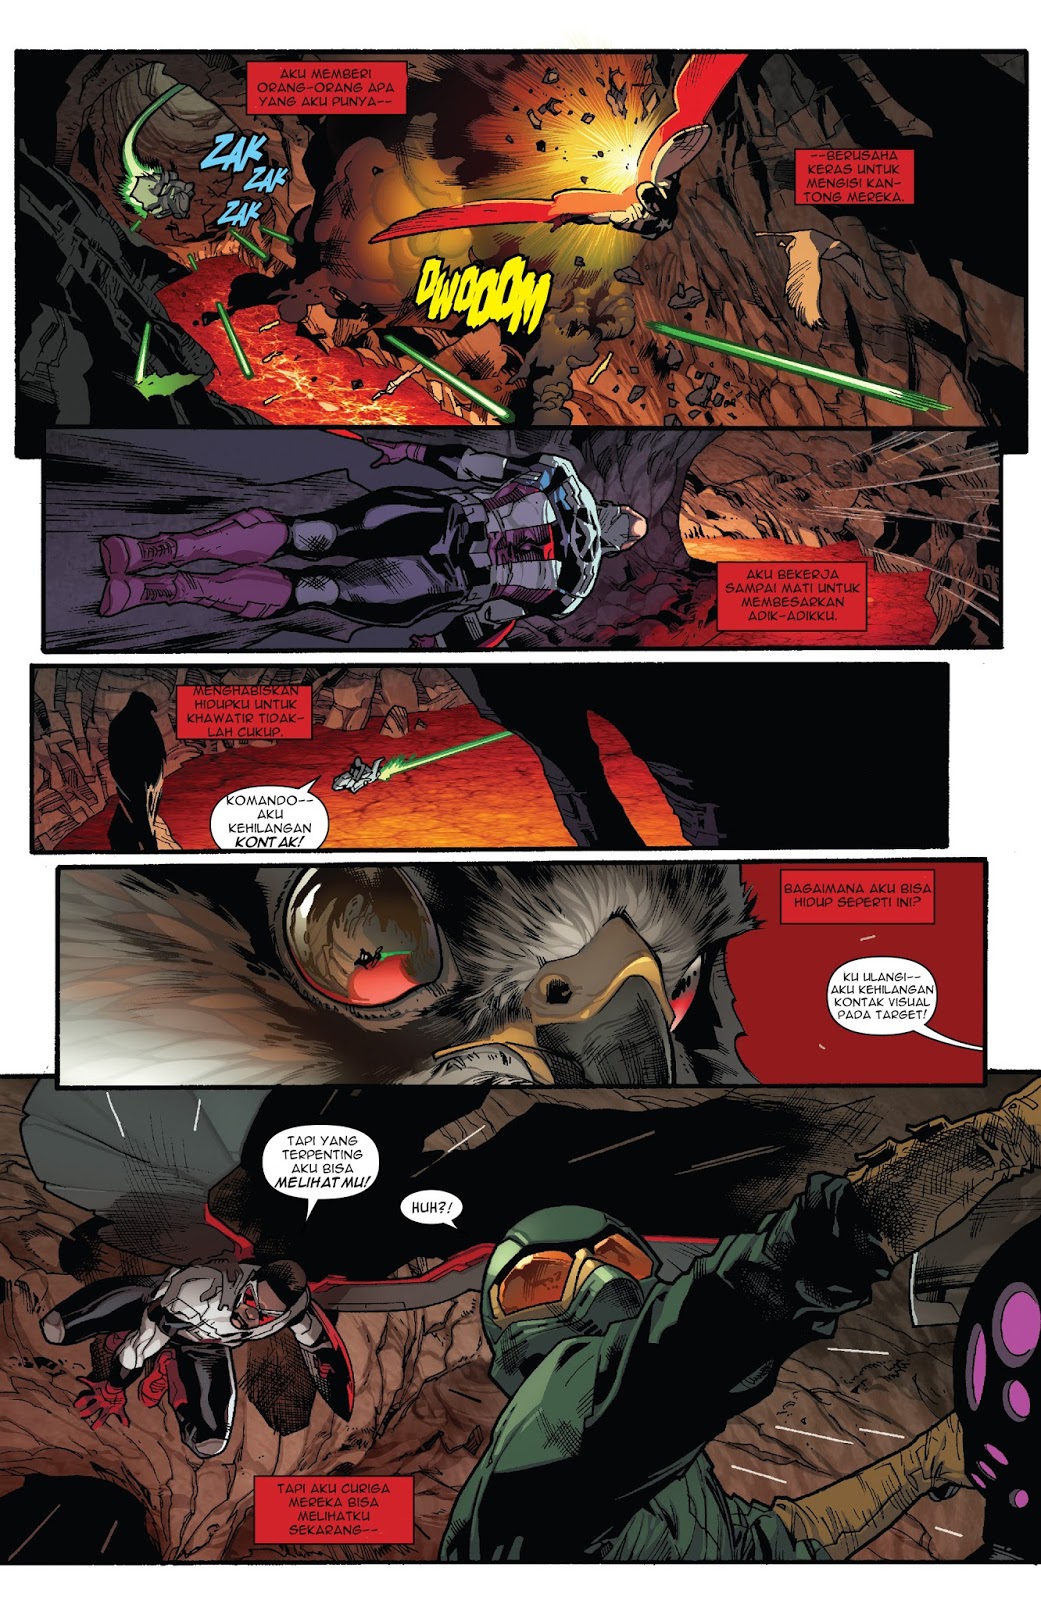 AKU MEMBERI
ORANG-ORANG APA
YANG AKU PUNYA--
ZAK
ZAK
ZAK
--BERUSAHA
KERAS UNTUK
MENGISI KAN-
TONG MEREKA.
DWOOOM
AKU BEKERJA
SAMPAI MATI UNTUK
MEMBESARKAN
ADIK-ADIKKU.
MENGHABISKAN
HIDUPKU UNTUK
KHAWATIR TIDAK-
LAH CUKUP.
KOMANDO--
AKU
KEHILANGAN
KONTAK!
BAGAIMANA AKU BISA
HIDUP SEPERTI INI?
KU ULANGI--
AKU KEHILANGAN
KONTAK VISUAL
PADA TARGET!
TAPI YANG
TERPENTING
AKU BISA
MELIHATMU!
HUH?!
TAPI AKU CURIGA
MEREKA BISA
MELIHATKU
SEKARANG--